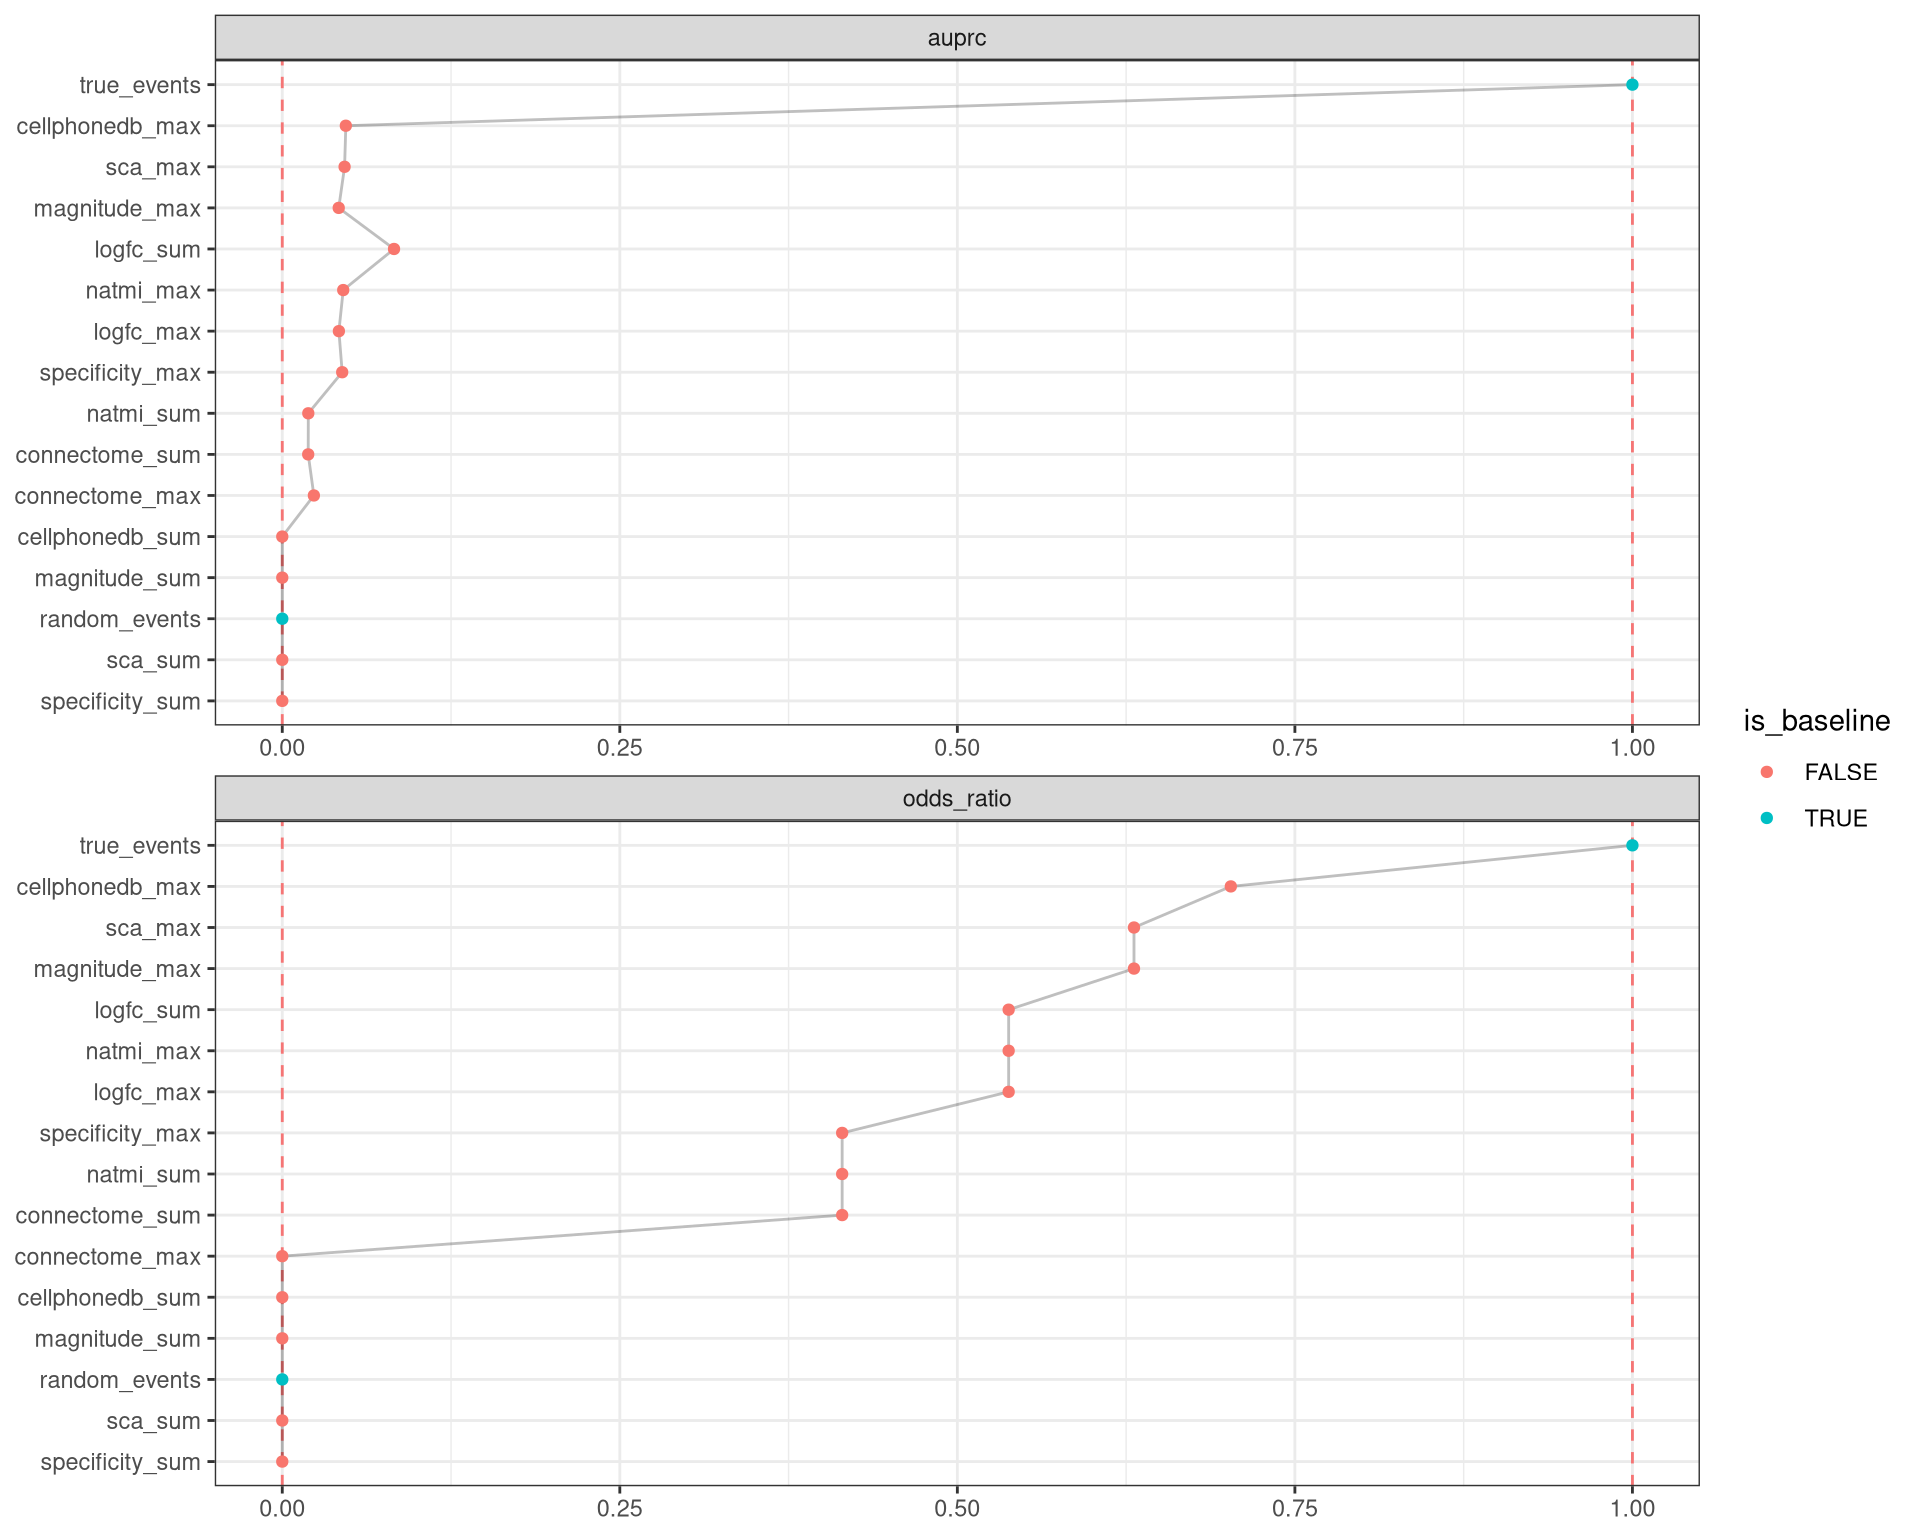 auprc
true_events
cellphonedb_max
sca_max
magnitude_max
logfc_sum
natmi_max
logfc_max
specificity_max
natmi_sum
connectome_sum
connectome_max
cellphonedb_sum
magnitude_sum
random_events
sca_sum
specificity_sum
0.00 0.25 0.50 0.75 1.00
odds_ratio
true_events
cellphonedb_max
sca_max
magnitude_max
logfc_sum
natmi_max
logfc_max
specificity_max
natmi_sum
connectome_sum
connectome_max
cellphonedb_sum
magnitude_sum
random_events
sca_sum
specificity_sum
0.00 0.25 0.50 0.75 1.00
is_baseline
FALSE
TRUE